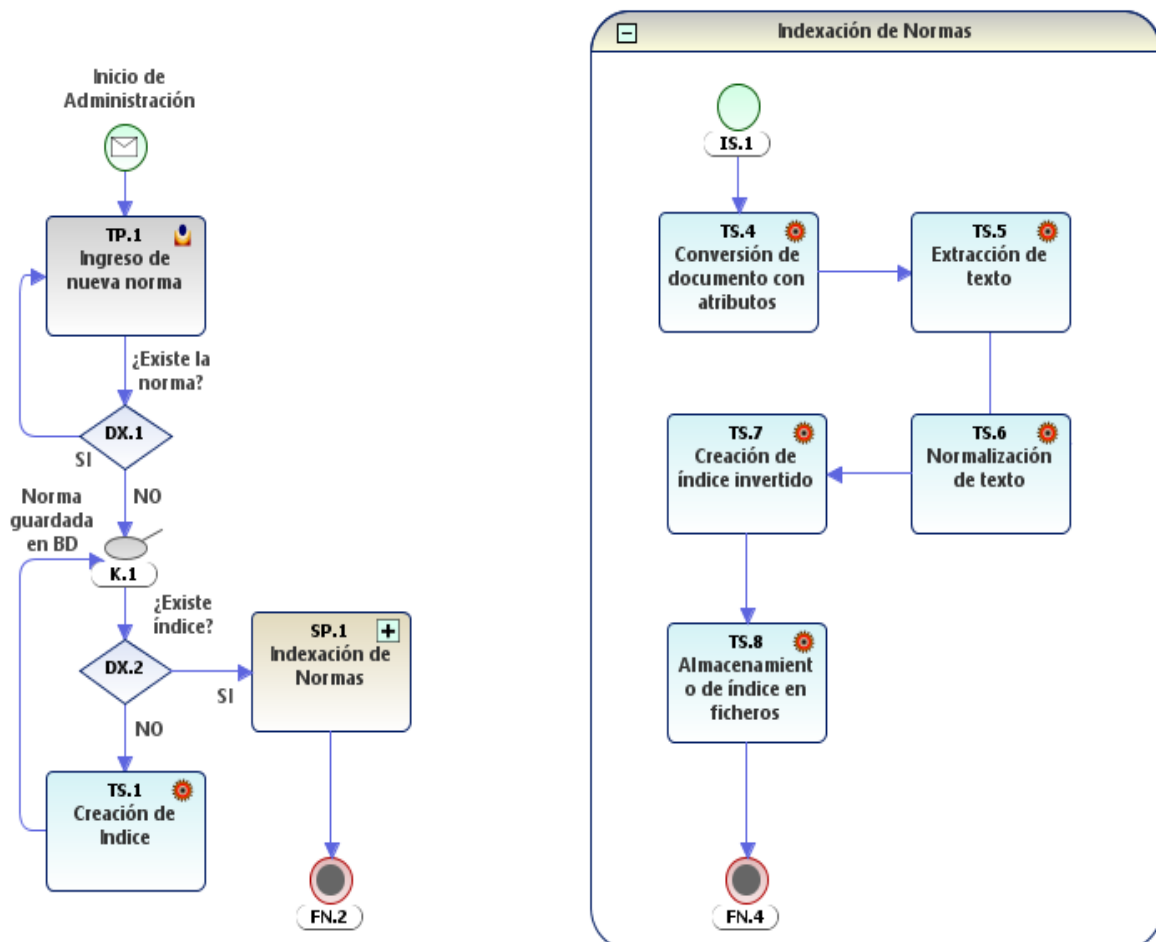 Inicio de
Administración
TP.1
Ingreso de
nueva norma
¿Existe la
norma?
DX.1
SI
NO
Norma
guardada
en BD
K.1
¿Existe
índice?
DX.2
SI
NO
SP.1
Indexación de
Normas
TS.1
Creación de
Indice
FN.2
Indexación de Normas
IS.1
TS.4
Conversión de
documento con
atributos
TS.5
Extracción de
texto
TS.6
Normalización
de texto
TS.7
Creación de
índice invertido
TS.8
Almacenamient
o de índice en
ficheros
FN.4